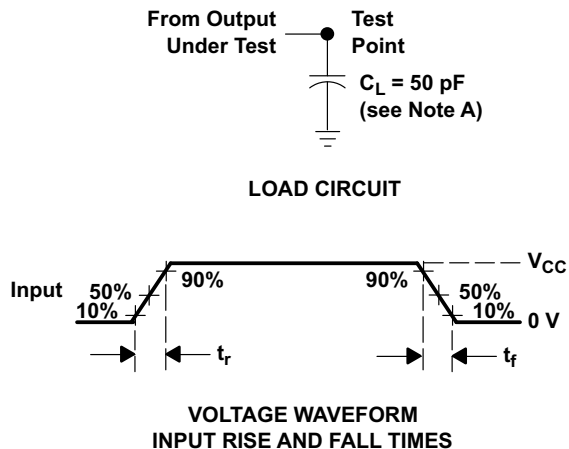 From Output
Under Test
Test
Point
C_L = 50 pF
(see Note A)
LOAD CIRCUIT
V_CC
90%
90%
Input
50%
50%
10%
10%
0 V
t_r
t_f
VOLTAGE WAVEFORM
INPUT RISE AND FALL TIMES